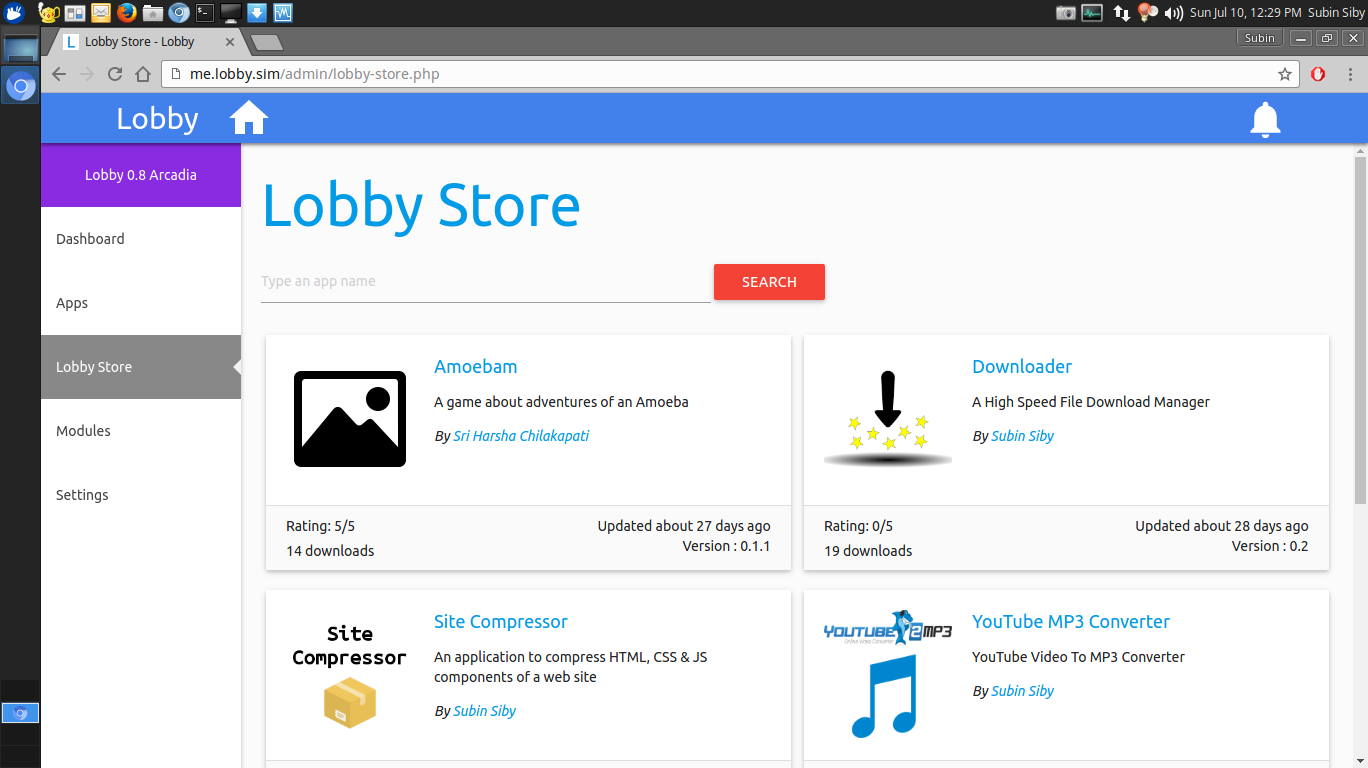 Sun Jul 10, 12:29 PM Subin Siby
Lobby Store - Lobby
Subin
me.lobby.sim/admin/lobby-store.php
Lobby
Lobby 0.8 Arcadia
Dashboard
Apps
Lobby Store
Modules
Settings
Lobby Store
Type an app name
SEARCH
Amoebam
A game about adventures of an Amoeba
By Sri Harsha Chilakapati
Rating: 5/5
14 downloads
Updated about 27 days ago
Version : 0.1.1
Downloader
A High Speed File Download Manager
By Subin Siby
Rating: 0/5
19 downloads
Updated about 28 days ago
Version : 0.2
Site
Compressor
Site Compressor
An application to compress HTML, CSS & JS
components of a web site
By Subin Siby
YOUTUBE 2 MP3
Online Video Converter
YouTube MP3 Converter
YouTube Video To MP3 Converter
By Subin Siby